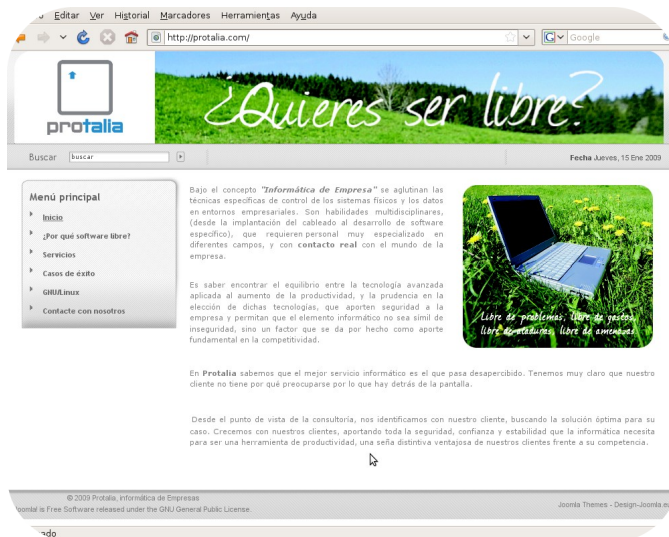 Editar Ver Historial Marcadores Herramientas Ayuda
http://protalia.com/
Google
protalia
¿Quieres ser libre?
Buscar buscar
Fecha Jueves, 15 Ene 2009
Menú principal
Inicio
¿Por qué software libre?
Servicios
Casos de éxito
GNU/Linux
Contacte con nosotros
Bajo el concepto "Informática de Empresa" se aglutinan las
técnicas específicas de control de los sistemas físicos y los datos
en entornos empresariales. Son habilidades multidisciplinares,
(desde la implantación del cableado al desarrollo de software
específico), que requieren personal muy especializado en
diferentes campos, y con contacto real con el mundo de la
empresa.
Es saber encontrar el equilibrio entre la tecnología avanzada
aplicada al aumento de la productividad, y la prudencia en la
elección de dichas tecnologías, que aporten seguridad a la
empresa y permitan que el elemento informático no sea símil de
inseguridad, sino un factor que se da por hecho como aporte
fundamental en la competitividad.
Libre de problemas, libre de gastos,
libre de ataduras, libre de amenazas
En Protalia sabemos que el mejor servicio informático es el que pasa desapercibido. Tenemos muy claro que nuestro
cliente no tiene por qué preocuparse por lo que hay detrás de la pantalla.
Desde el punto de vista de la consultoría, nos identificamos con nuestro cliente, buscando la solución óptima para su
caso. Crecemos con nuestros clientes, aportando toda la seguridad, confianza y estabilidad que la informática necesita
para ser una herramienta de productividad, una seña distintiva ventajosa de nuestros clientes frente a su competencia.
© 2009 Protalia, informática de Empresas
Joomla! is Free Software released under the GNU General Public License.
Joomla Themes - Design-Joomla.eu